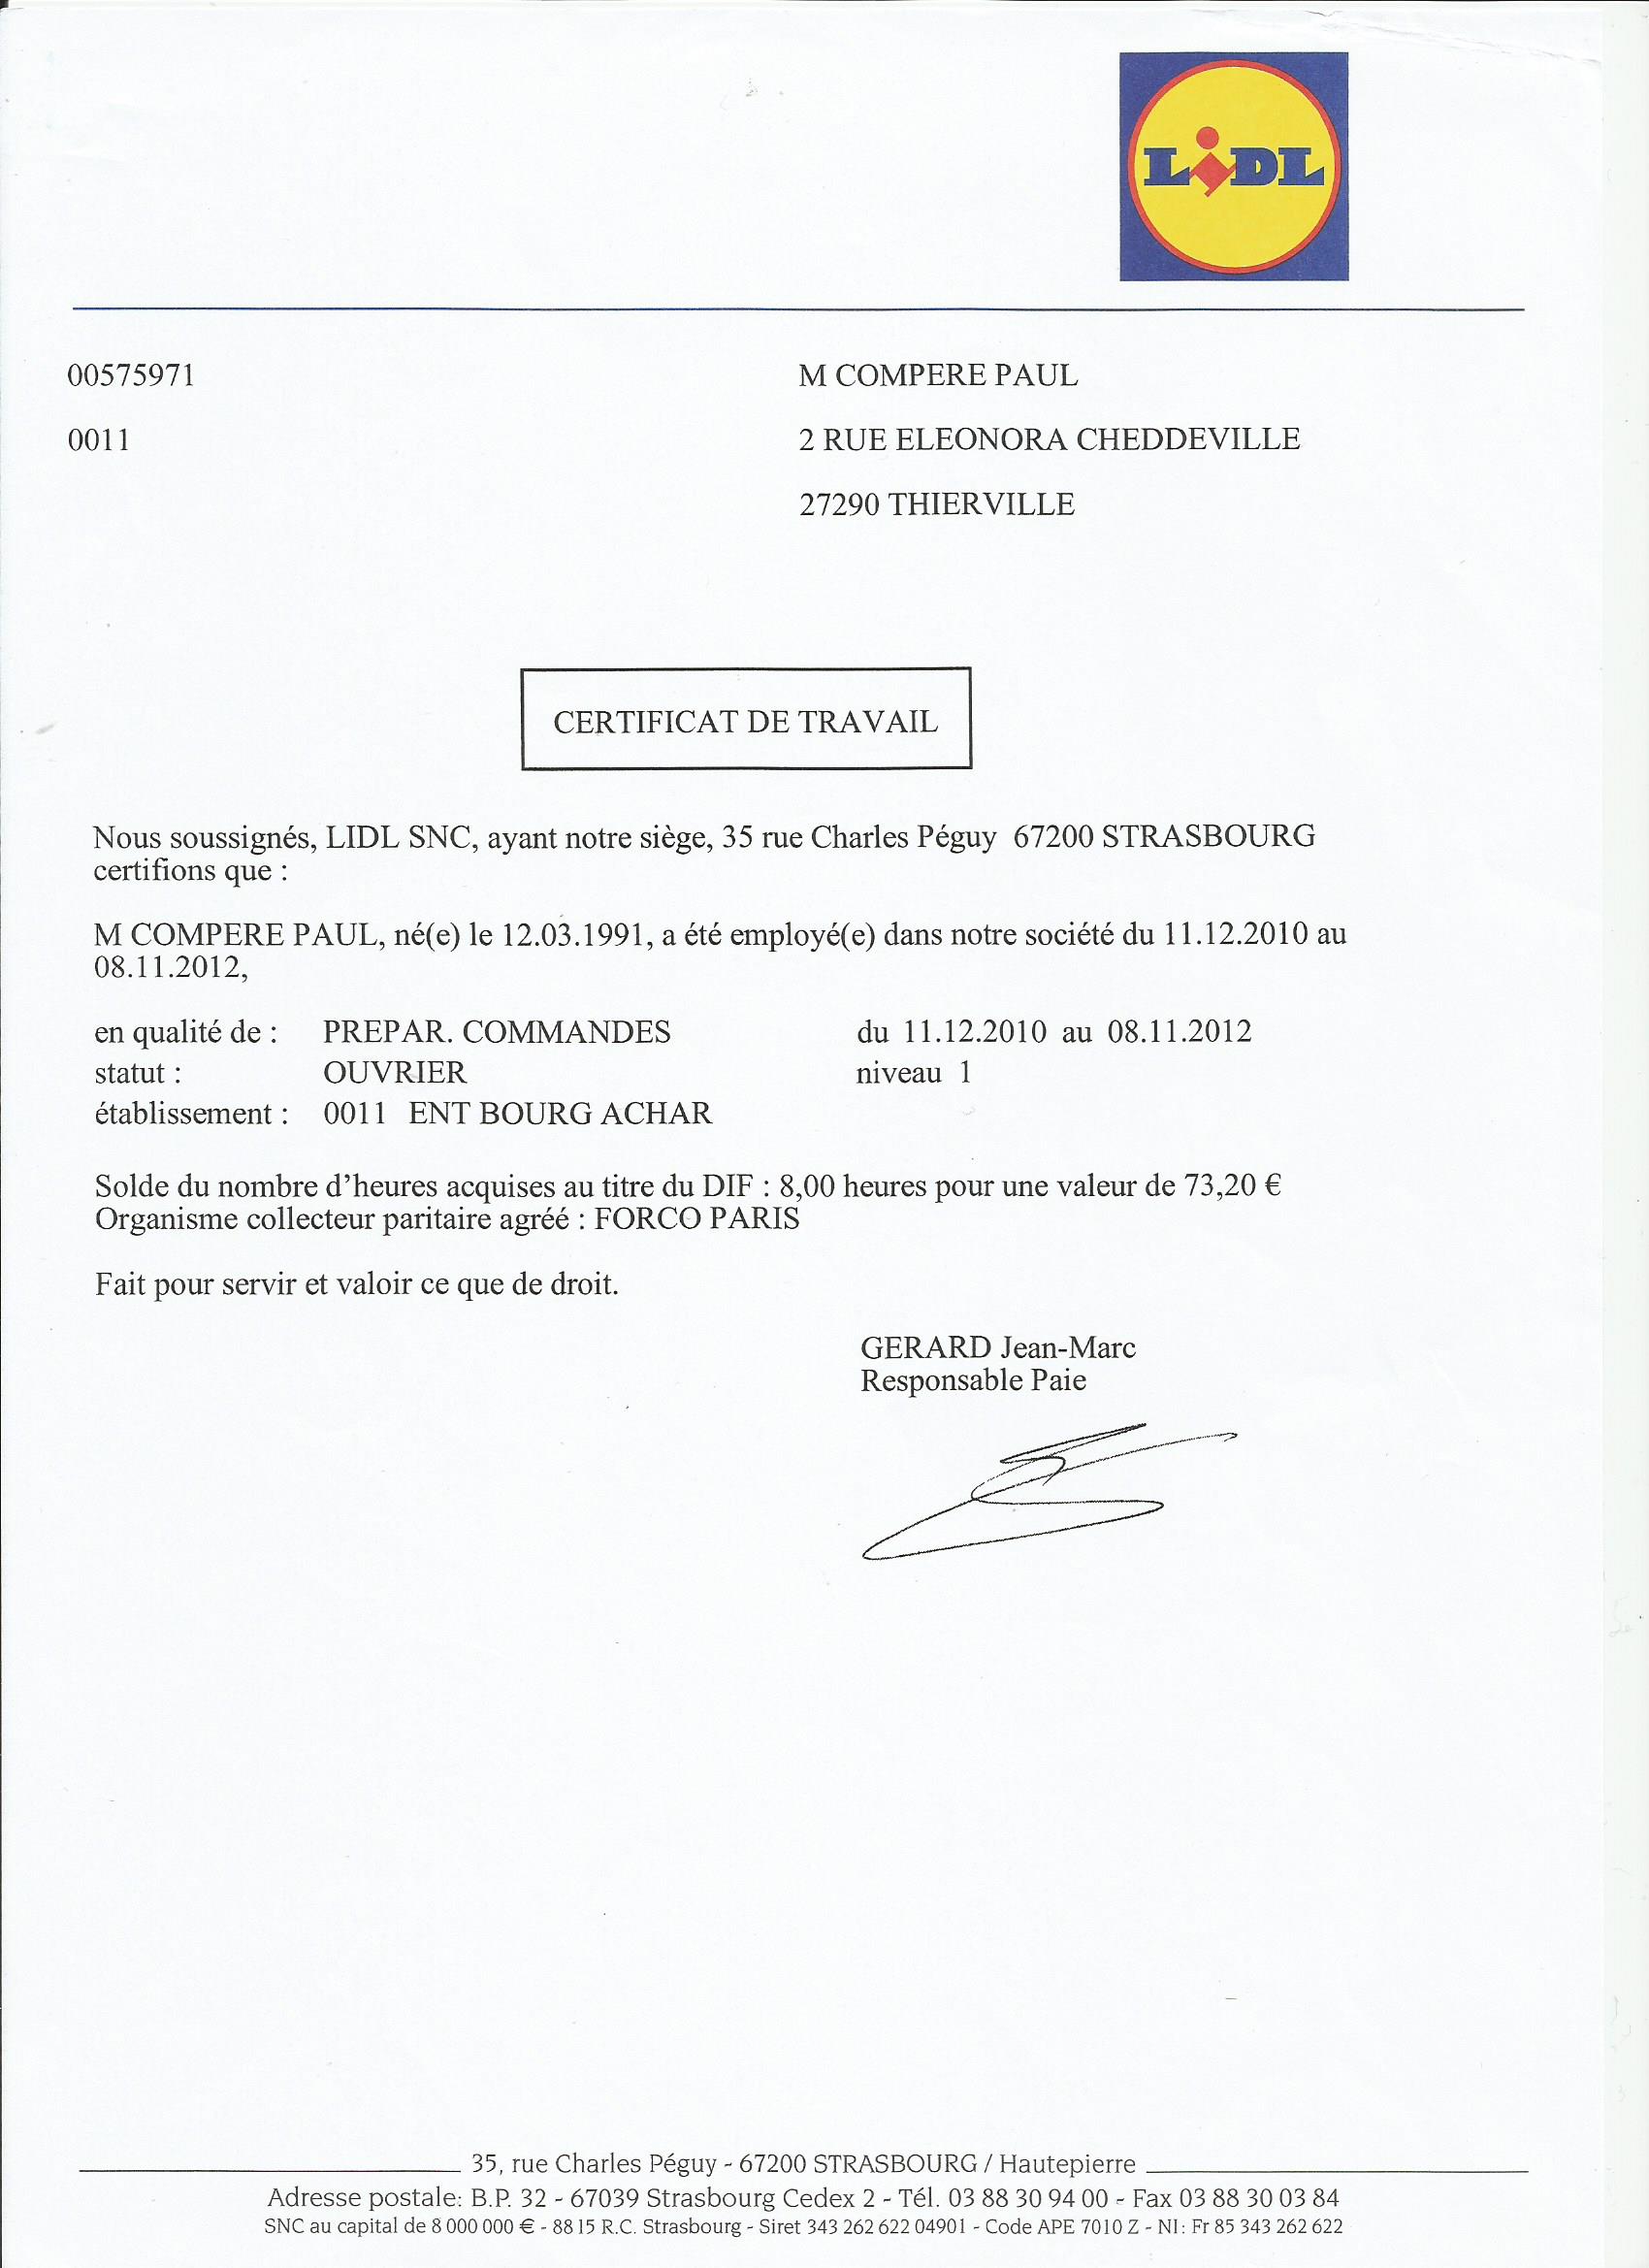 LIDL
00575971 M COMPERE PAUL
0011 2 RUE ELEONORA CHEDDEVILLE
27290 THIERVILLE
CERTIFICAT DE TRAVAIL
Nous soussignés, LIDL SNC, ayant notre siège, 35 rue Charles Péguy 67200 STRASBOURG
certifions que :
M COMPERE PAUL, né(e) le 12.03.1991, a été employé(e) dans notre société du 11.12.2010 au
08.11.2012,
en qualité de : PREPAR. COMMANDES du 11.12.2010 au 08.11.2012
statut : OUVRIER niveau 1
établissement : 0011 ENT BOURG ACHAR
Solde du nombre d’heures acquises au titre du DIF : 8,00 heures pour une valeur de 73,20 €
Organisme collecteur paritaire agréé : FORCO PARIS
Fait pour servir et valoir ce que de droit.
GERARD Jean-Marc
Responsable Paie
35, rue Charles Péguy - 67200 STRASBOURG / Hautepierre
Adresse postale: B.P. 32 - 67039 Strasbourg Cedex 2 - Tél. 03 88 30 94 00 - Fax 03 88 30 03 84
SNC au capital de 8 000 000 € - 88 15 R.C. Strasbourg - Siret 343 262 622 04901 - Code APE 7010 Z - NI: Fr 85 343 262 622